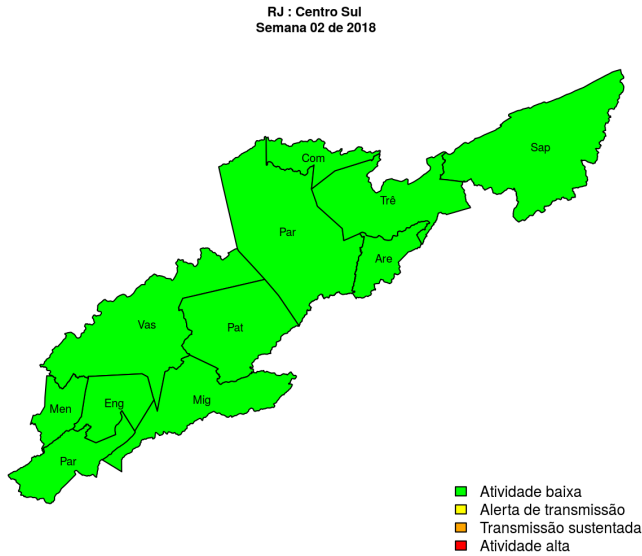 RJ : Centro Sul
Semana 02 de 2018
Sap
Com
Trê
Par
Are
Vas
Pat
Mig
Eng
Men
Par
Atividade baixa
Alerta de transmissão
Transmissão sustentada
Atividade alta